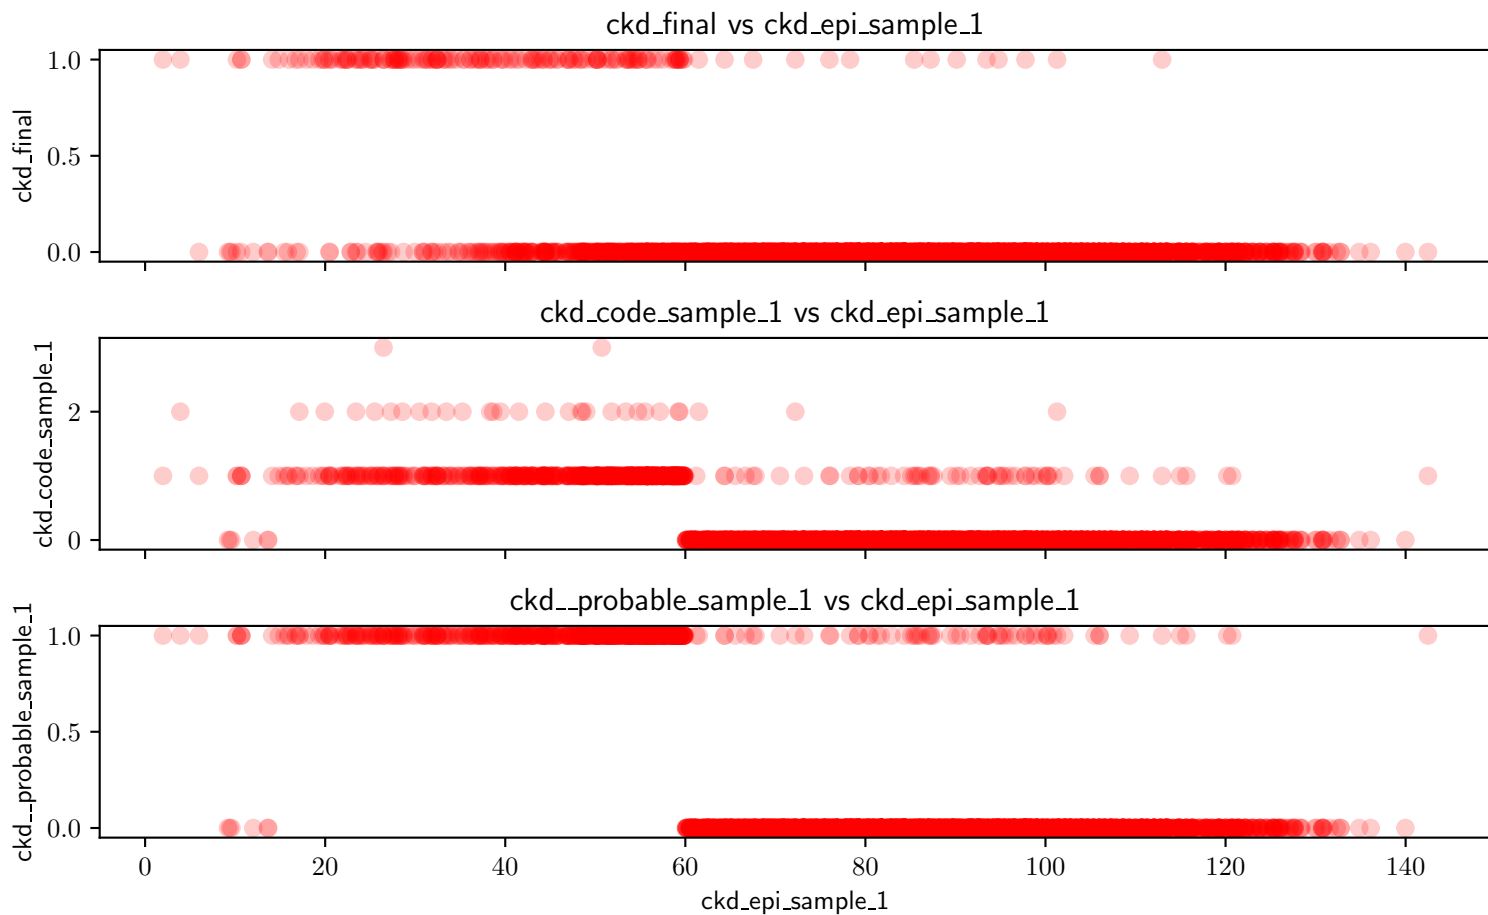 ckd_final vs ckd_epi_sample_1
ckd_final
1.0
0.5
0.0
ckd_code_sample_1 vs ckd_epi_sample_1
ckd_code_sample_1
2
0
ckd__probable_sample_1 vs ckd_epi_sample_1
ckd__probable_sample_1
1.0
0.5
0.0
0 20 40 60 80 100 120 140
ckd_epi_sample_1